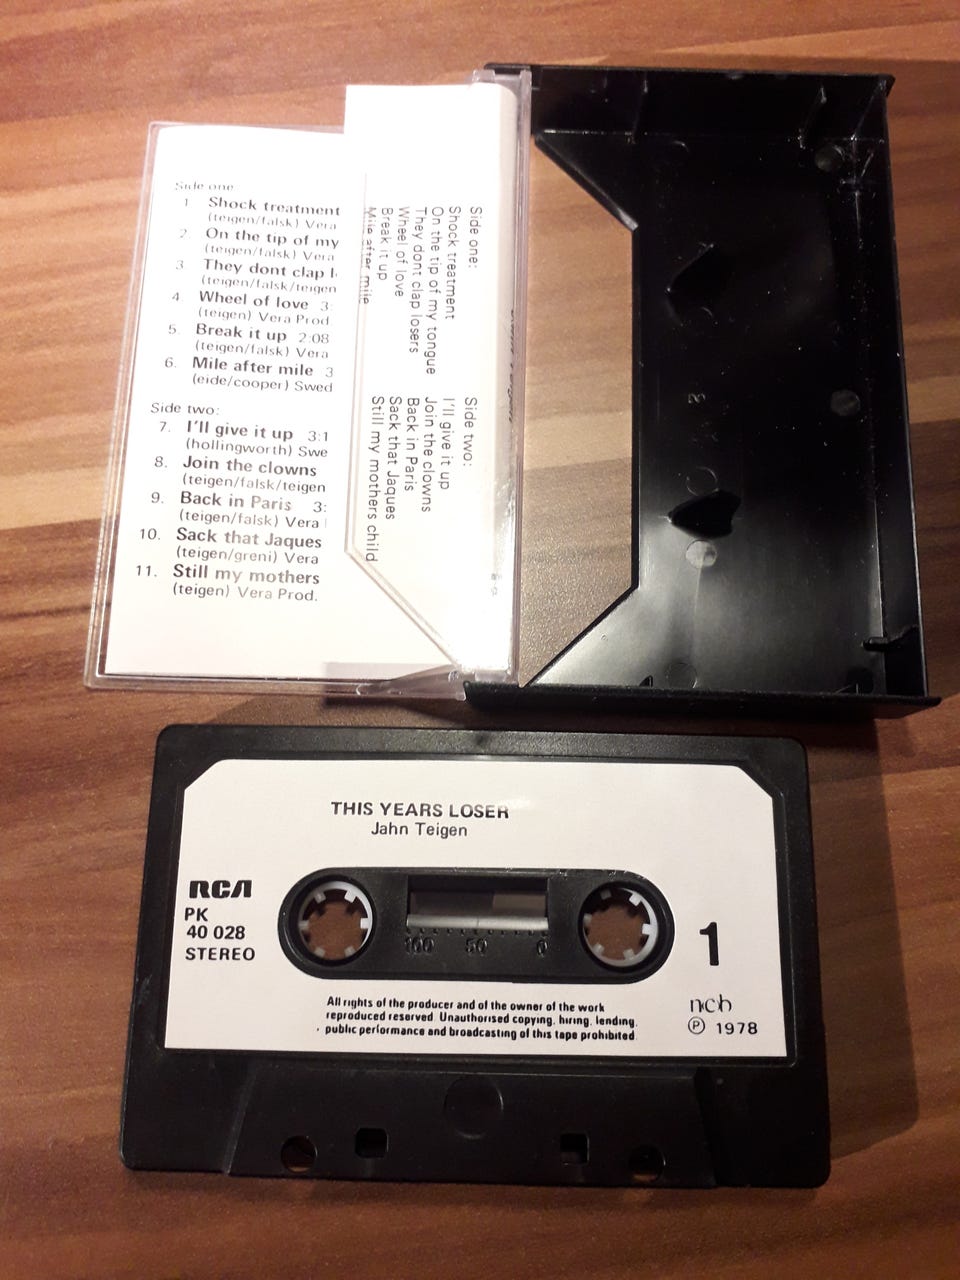 Side one:
1 Shock treatment
(teigen/falsk) Vera
2. On the tip of my
(teigen/falsk) Vera
3. They dont clap l
(teigen/falsk/teigen
4. Wheel of love 3:
(teigen) Vera Prod
5. Break it up 2:08
(teigen/falsk) Vera
6. Mile after mile 3
(eide/cooper) Swed
Side two:
7. I'll give it up 3:1
(hollingworth) Swe
8. Join the clowns
(teigen/falsk/teigen
9. Back in Paris 3:
(teigen/falsk) Vera
10. Sack that Jaques
(teigen/greni) Vera
11. Still my mothers
(teigen) Vera Prod.
Side one:
Shock treatment
On the tip of my tongue
They dont clap losers
Wheel of love
Break it up
Mile after mile
Side two:
I'll give it up
Join the clowns
Back in Paris
Sack that Jaques
Still my mothers child
THIS YEARS LOSER
Jahn Teigen
RCA
PK
40 028
STEREO
100 50 0
1
All rights of the producer and of the owner of the work
reproduced reserved. Unauthorised copying, hiring, lending,
public performance and broadcasting of this tape prohibited.
ncb
Ⓟ 1978